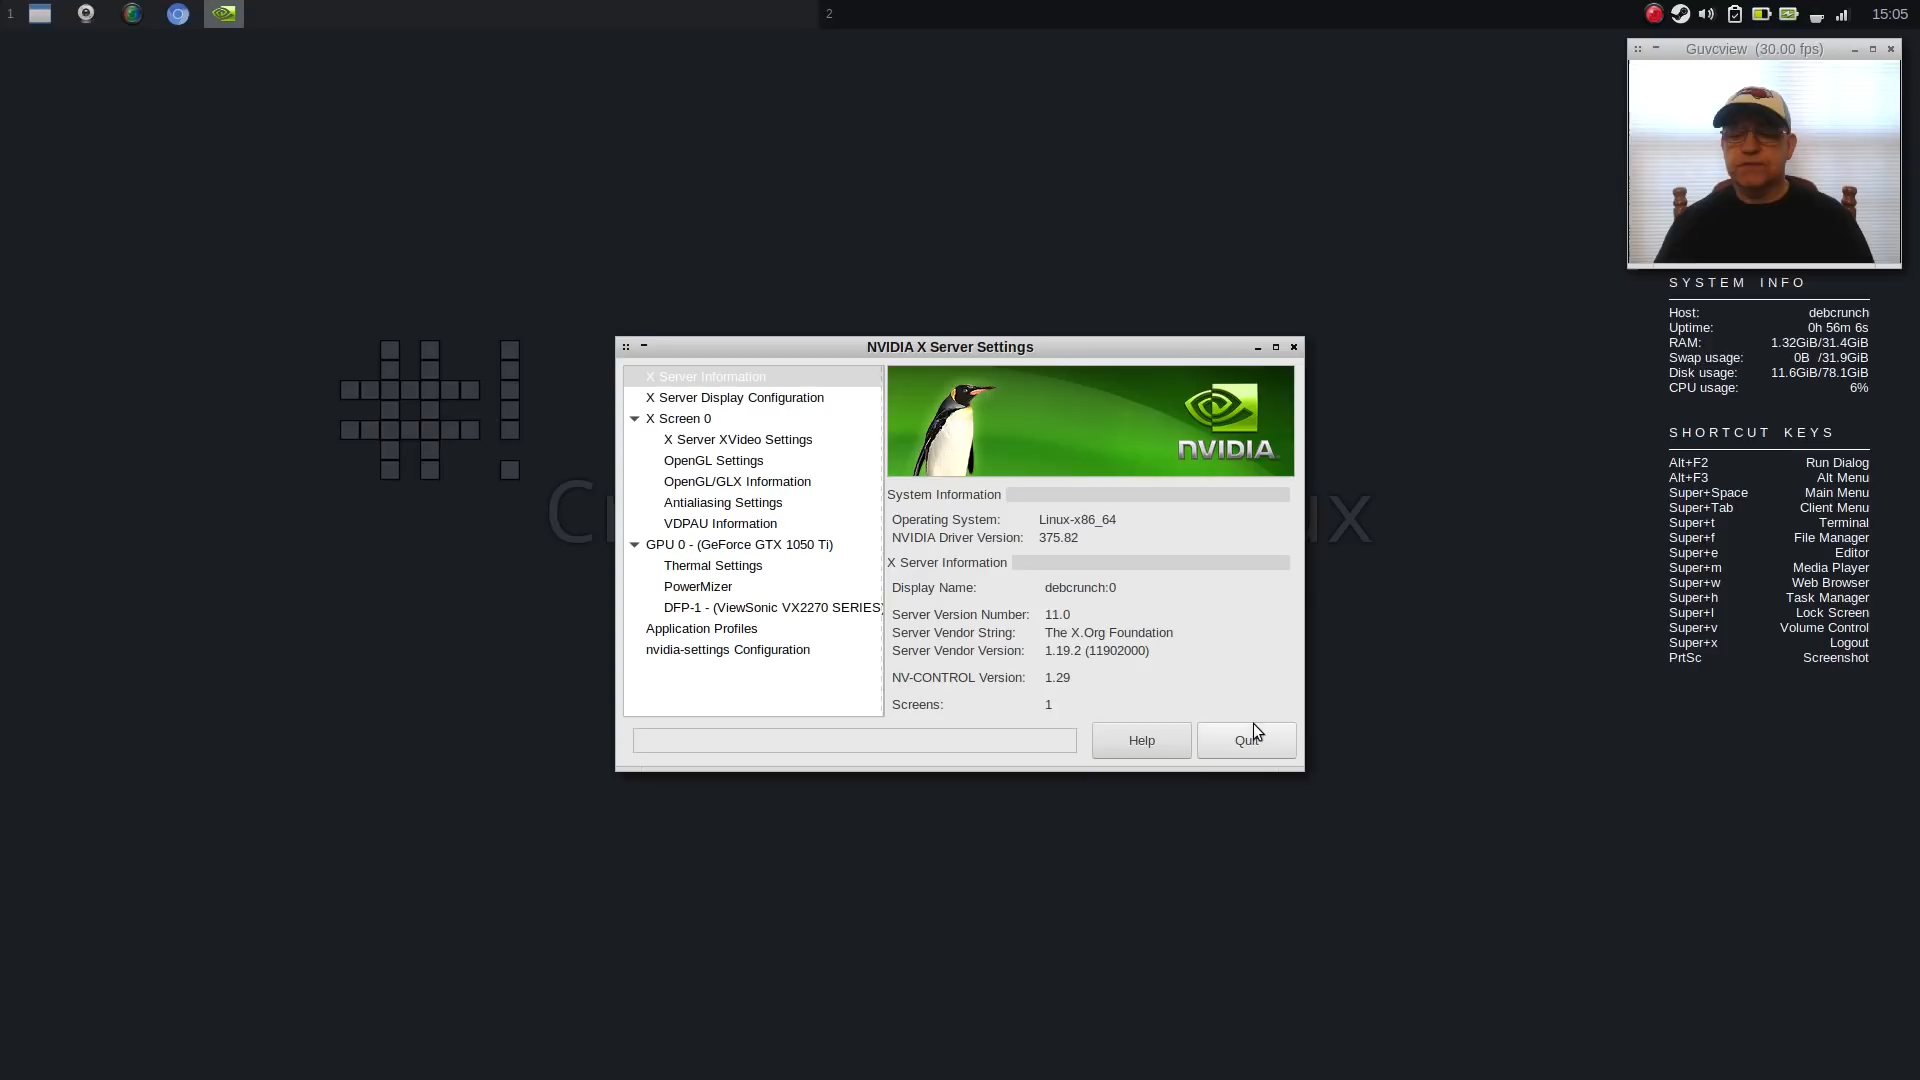 1
2
15:05
Guvcview (30.00 fps)
SYSTEM INFO
Host: debcrunch
Uptime: 0h 56m 6s
RAM: 1.32GiB/31.4GiB
Swap usage: 0B /31.9GiB
Disk usage: 11.6GiB/78.1GiB
CPU usage: 6%
SHORTCUT KEYS
Alt+F2 Run Dialog
Alt+F3 Alt Menu
Super+Space Main Menu
Super+Tab Client Menu
Super+t Terminal
Super+f File Manager
Super+e Editor
Super+m Media Player
Super+w Web Browser
Super+h Task Manager
Super+l Lock Screen
Super+v Volume Control
Super+x Logout
PrtSc Screenshot
NVIDIA X Server Settings
X Server Information
X Server Display Configuration
X Screen 0
X Server XVideo Settings
OpenGL Settings
OpenGL/GLX Information
Antialiasing Settings
VDPAU Information
GPU 0 - (GeForce GTX 1050 Ti)
Thermal Settings
PowerMizer
DFP-1 - (ViewSonic VX2270 SERIES)
Application Profiles
nvidia-settings Configuration
NVIDIA
System Information
Operating System: Linux-x86_64
NVIDIA Driver Version: 375.82
X Server Information
Display Name: debcrunch:0
Server Version Number: 11.0
Server Vendor String: The X.Org Foundation
Server Vendor Version: 1.19.2 (11902000)
NV-CONTROL Version: 1.29
Screens: 1
Help
Quit